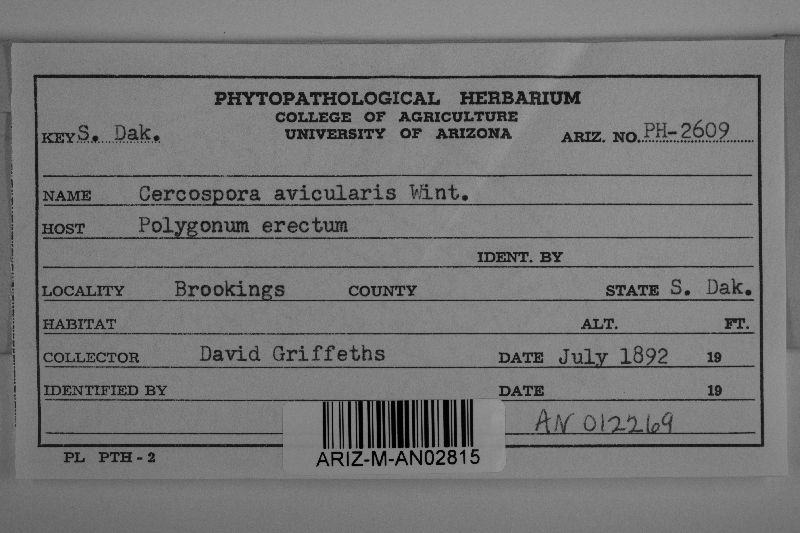 PHYTOPATHOLOGICAL HERBARIUM
COLLEGE OF AGRICULTURE
KEY S. Dak. UNIVERSITY OF ARIZONA ARIZ. NO. PH-2609
NAME Cercospora avicularis Wint.
HOST Polygonum erectum
IDENT. BY
LOCALITY Brookings COUNTY STATE S. Dak.
HABITAT ALT. FT.
COLLECTOR David Griffeths DATE July 1892 19
IDENTIFIED BY DATE 19
AN 012269
PL PTH-2
ARIZ-M-AN02815